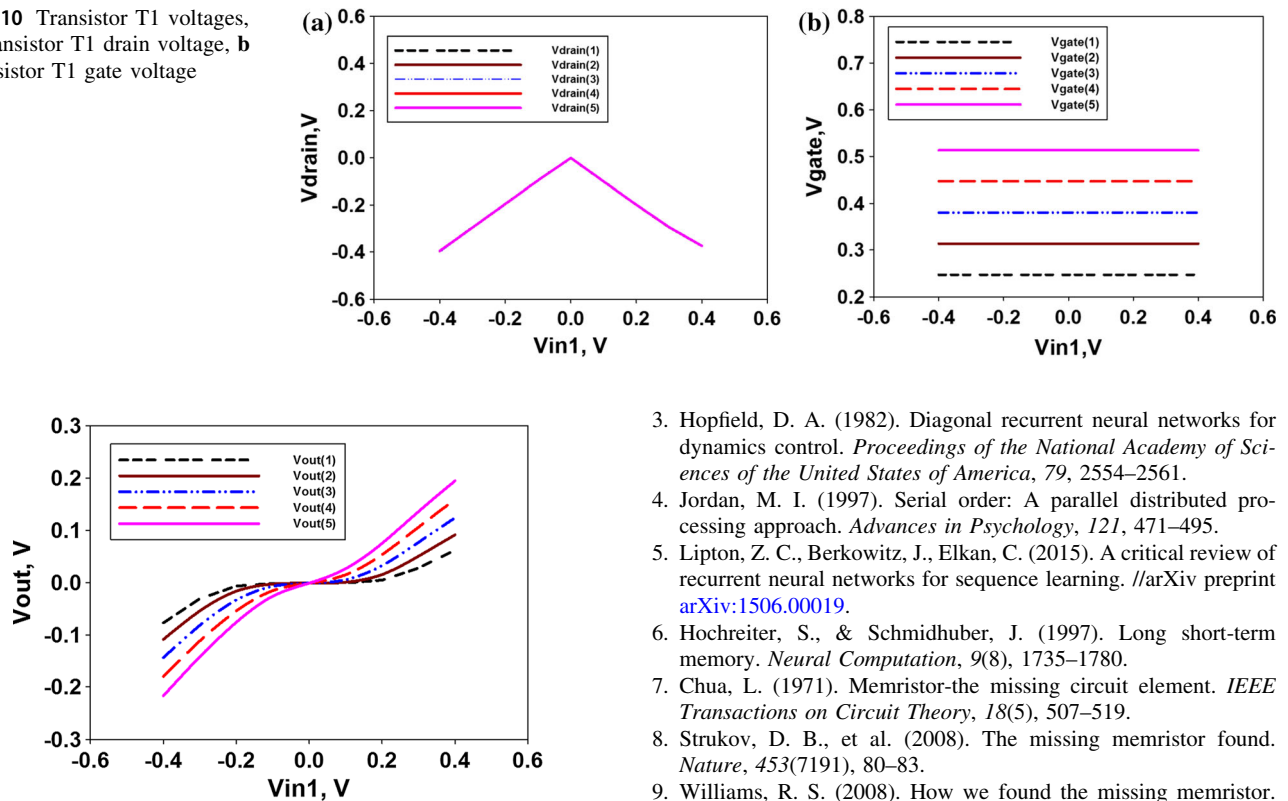 10 Transistor T1 voltages,
ansistor T1 drain voltage, b
sistor T1 gate voltage
(a)
0.6
0.4
0.2
0.0
-0.2
-0.4
-0.6
Vdrain,V
Vdrain(1)
Vdrain(2)
Vdrain(3)
Vdrain(4)
Vdrain(5)
-0.6 -0.4 -0.2 0.0 0.2 0.4 0.6
Vin1, V
(b)
0.8
0.7
0.6
0.5
0.4
0.3
0.2
Vgate,V
Vgate(1)
Vgate(2)
Vgate(3)
Vgate(4)
Vgate(5)
-0.6 -0.4 -0.2 0.0 0.2 0.4 0.6
Vin1,V
0.3
0.2
0.1
0.0
-0.1
-0.2
-0.3
Vout, V
Vout(1)
Vout(2)
Vout(3)
Vout(4)
Vout(5)
-0.6 -0.4 -0.2 0.0 0.2 0.4 0.6
Vin1, V
3. Hopfield, D. A. (1982). Diagonal recurrent neural networks for
dynamics control. Proceedings of the National Academy of Sci-
ences of the United States of America, 79, 2554–2561.
4. Jordan, M. I. (1997). Serial order: A parallel distributed pro-
cessing approach. Advances in Psychology, 121, 471–495.
5. Lipton, Z. C., Berkowitz, J., Elkan, C. (2015). A critical review of
recurrent neural networks for sequence learning. //arXiv preprint
arXiv:1506.00019.
6. Hochreiter, S., & Schmidhuber, J. (1997). Long short-term
memory. Neural Computation, 9(8), 1735–1780.
7. Chua, L. (1971). Memristor-the missing circuit element. IEEE
Transactions on Circuit Theory, 18(5), 507–519.
8. Strukov, D. B., et al. (2008). The missing memristor found.
Nature, 453(7191), 80–83.
9. Williams, R. S. (2008). How we found the missing memristor.